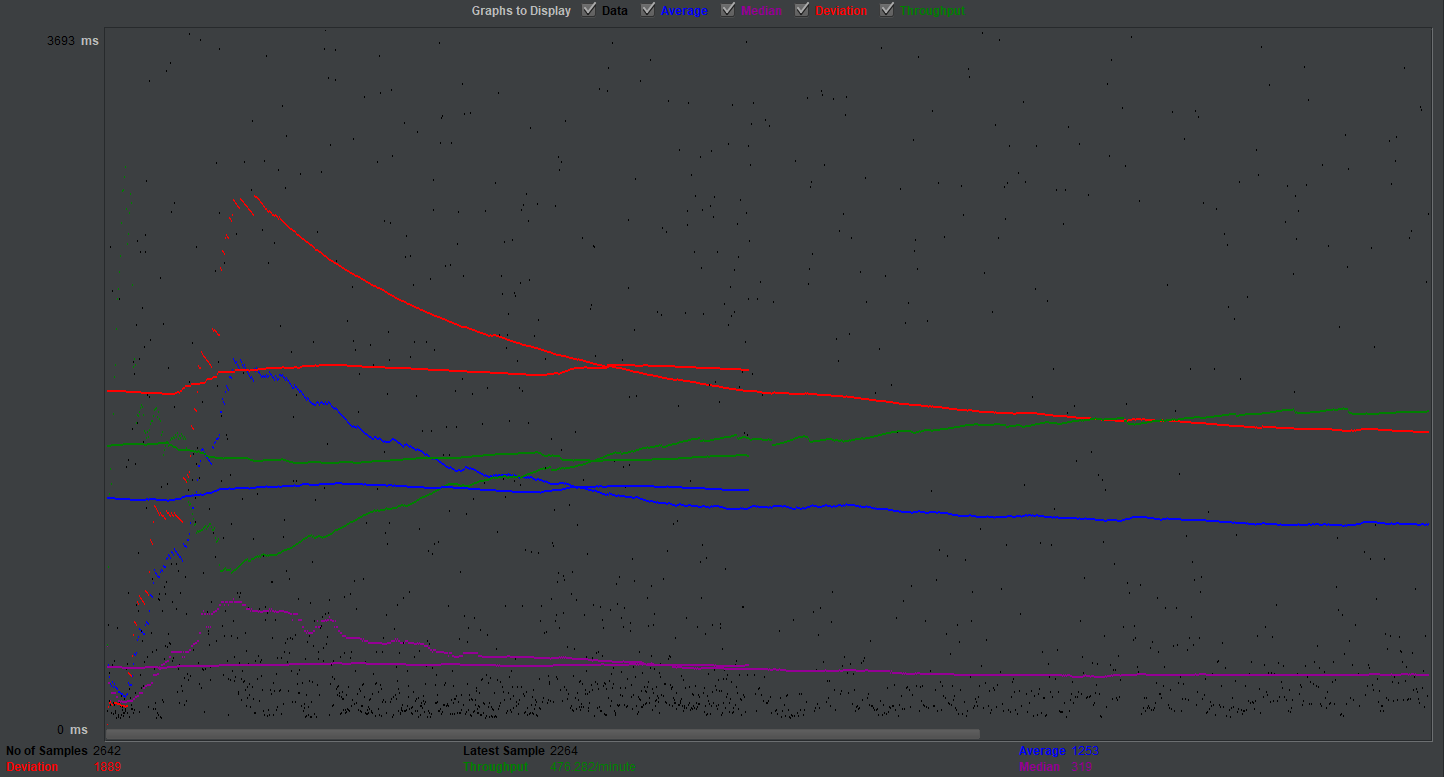 Graphs to Display Data Average Median Deviation Throughput
3693 ms
0 ms
No of Samples 2642 Latest Sample 2264 Average 1253
Deviation 1889 Throughput 475.282/minute Median